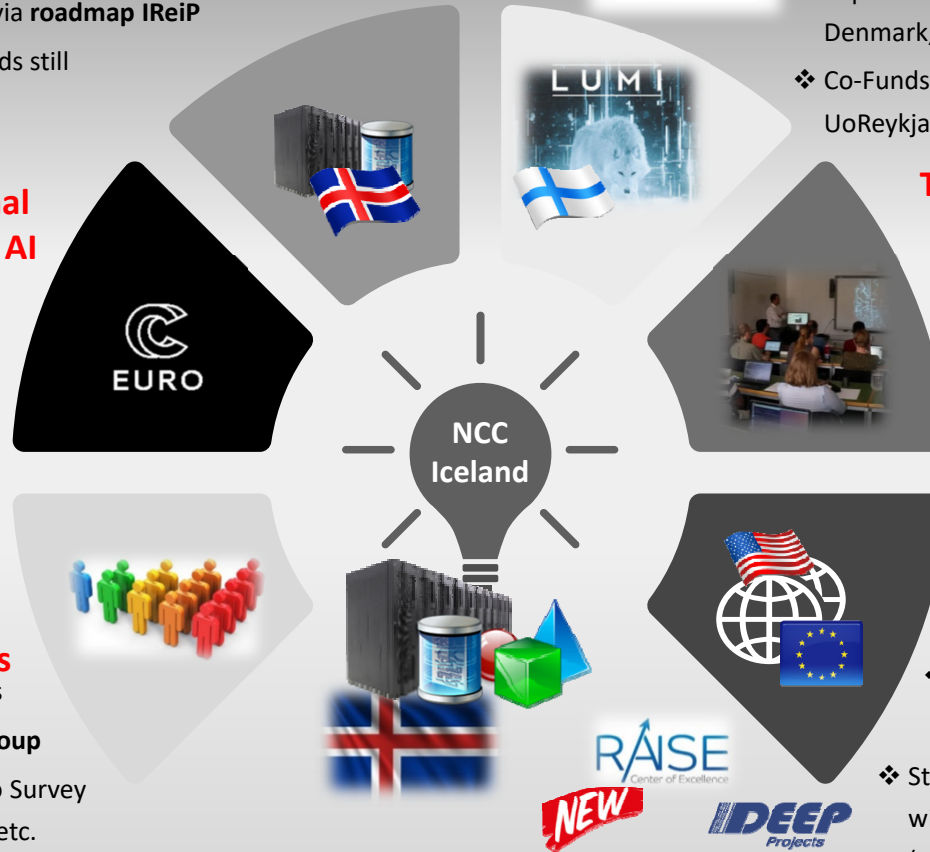 via roadmap IReiP
ds still
Denmark,
Co-Funds
UoReykja
LUMI
al
AI
T
EURO
NCC
Iceland
s
s
oup
Survey
etc.
RAISE
Center of Excellence
NEW
DEEP
Projects
St
w